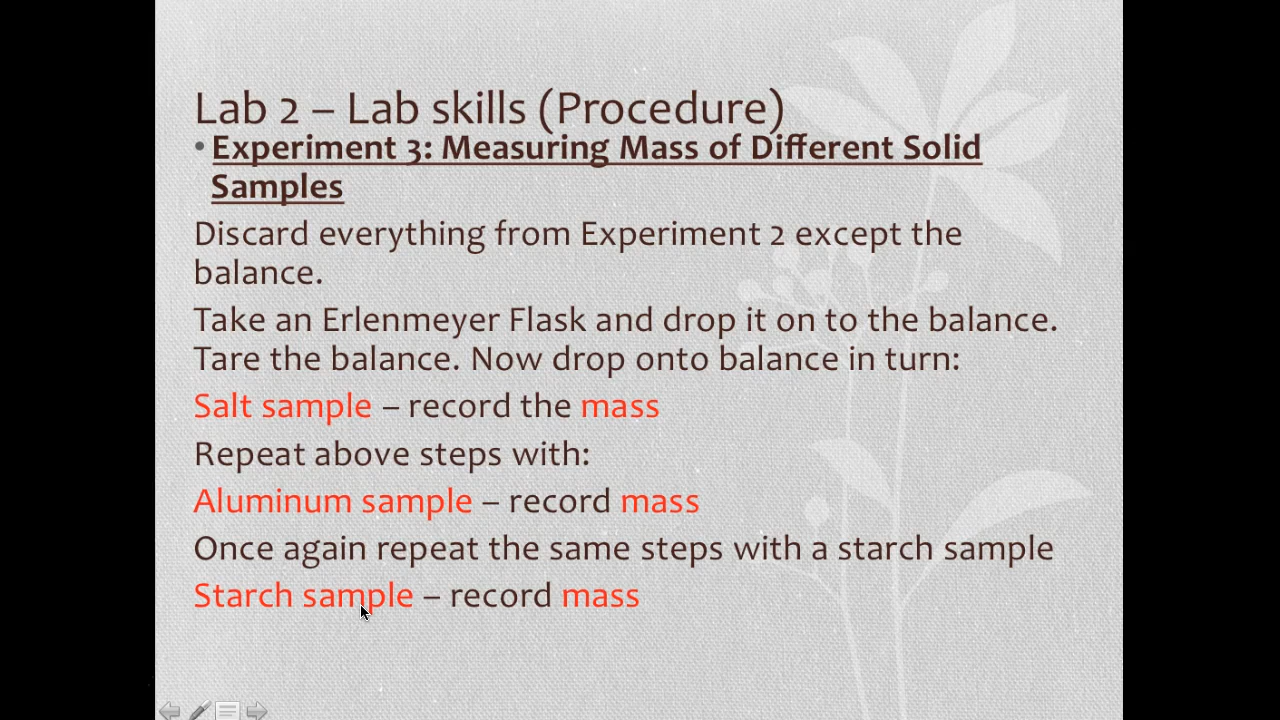 Lab 2 – Lab skills (Procedure)
• Experiment 3: Measuring Mass of Different Solid
Samples
Discard everything from Experiment 2 except the
balance.
Take an Erlenmeyer Flask and drop it on to the balance.
Tare the balance. Now drop onto balance in turn:
Salt sample – record the mass
Repeat above steps with:
Aluminum sample – record mass
Once again repeat the same steps with a starch sample
Starch sample – record mass